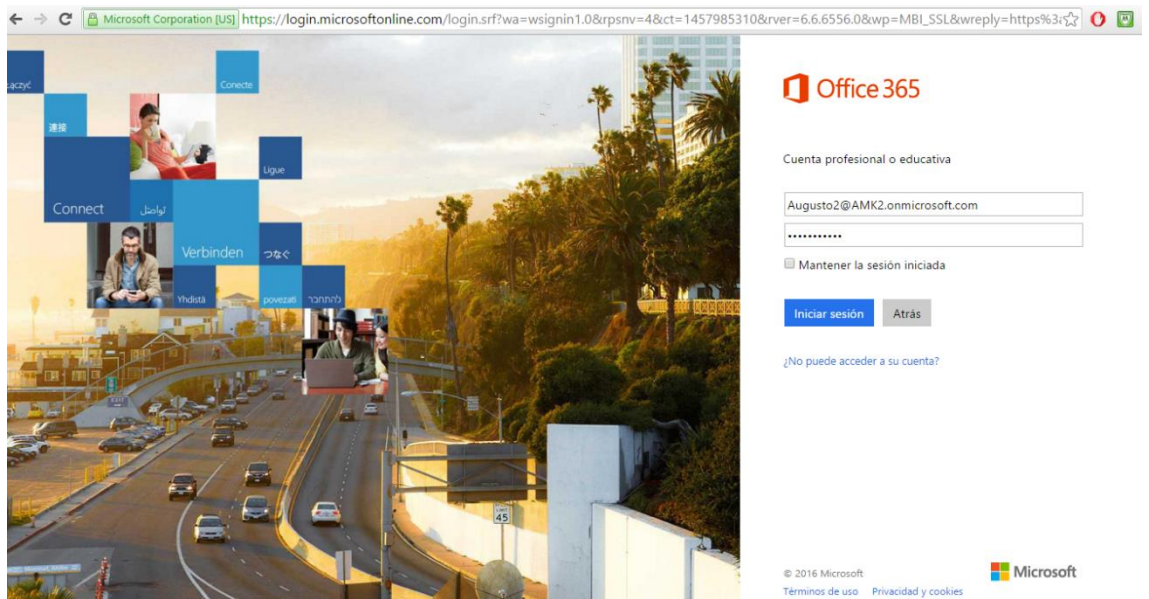 Microsoft Corporation [US] https://login.microsoftonline.com/login.srf?wa=wsignin1.0&rpsnv=4&ct=1457985310&rver=6.6.6556.0&wp=MBI_SSL&wreply=https%3a
Conecte
連接
Ligue
Connect
تواصل
Verbinden
つなぐ
Yhdistä
povezati
להתחבר
LIMIT
45
Office 365
Cuenta profesional o educativa
Augusto2@AMK2.onmicrosoft.com
•••••••••••
Mantener la sesión iniciada
Iniciar sesión Atrás
¿No puede acceder a su cuenta?
© 2016 Microsoft
Términos de uso Privacidad y cookies
Microsoft